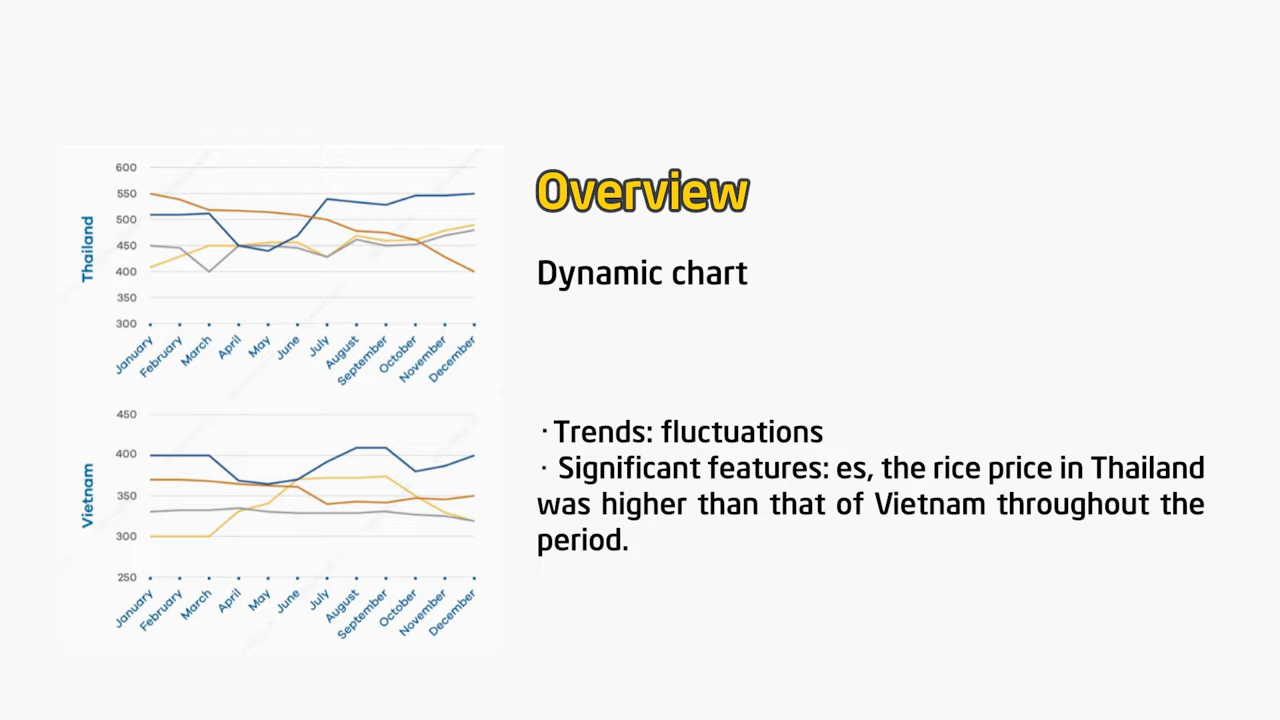 Overview
Dynamic chart
· Trends: fluctuations
· Significant features: es, the rice price in Thailand
was higher than that of Vietnam throughout the
period.
Thailand
600
550
500
450
400
350
300
January
February
March
April
May
June
July
August
September
October
November
December
Vietnam
450
400
350
300
250
January
February
March
April
May
June
July
August
September
October
November
December